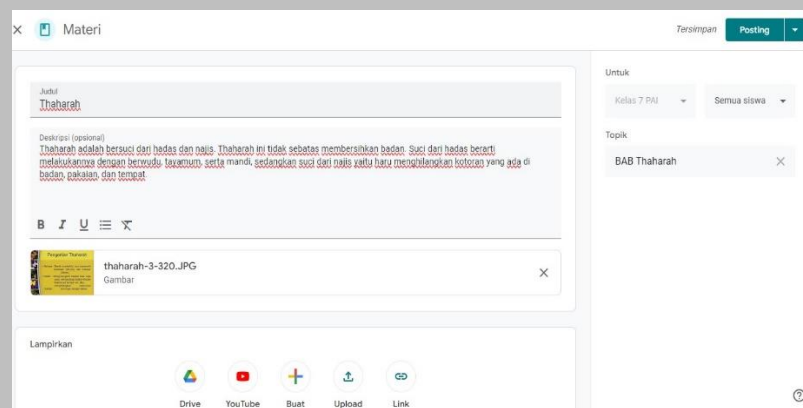 Materi
Tersimpan
Posting
Judul
Thaharah
Deskripsi (opsional)
Thaharah adalah bersuci dari hadas dan najis. Thaharah ini tidak sebatas membersihkan badan. Suci dari hadas berarti
melakukannya dengan berwudu, tayamum, serta mandi, sedangkan suci dari najis yaitu haru menghilangkan kotoran yang ada di
badan, pakaian, dan tempat.
B I U
thaharah-3-320.JPG
Gambar
Lampirkan
Drive YouTube Buat Upload Link
Untuk
Kelas 7 PAI
Semua siswa
Topik
BAB Thaharah